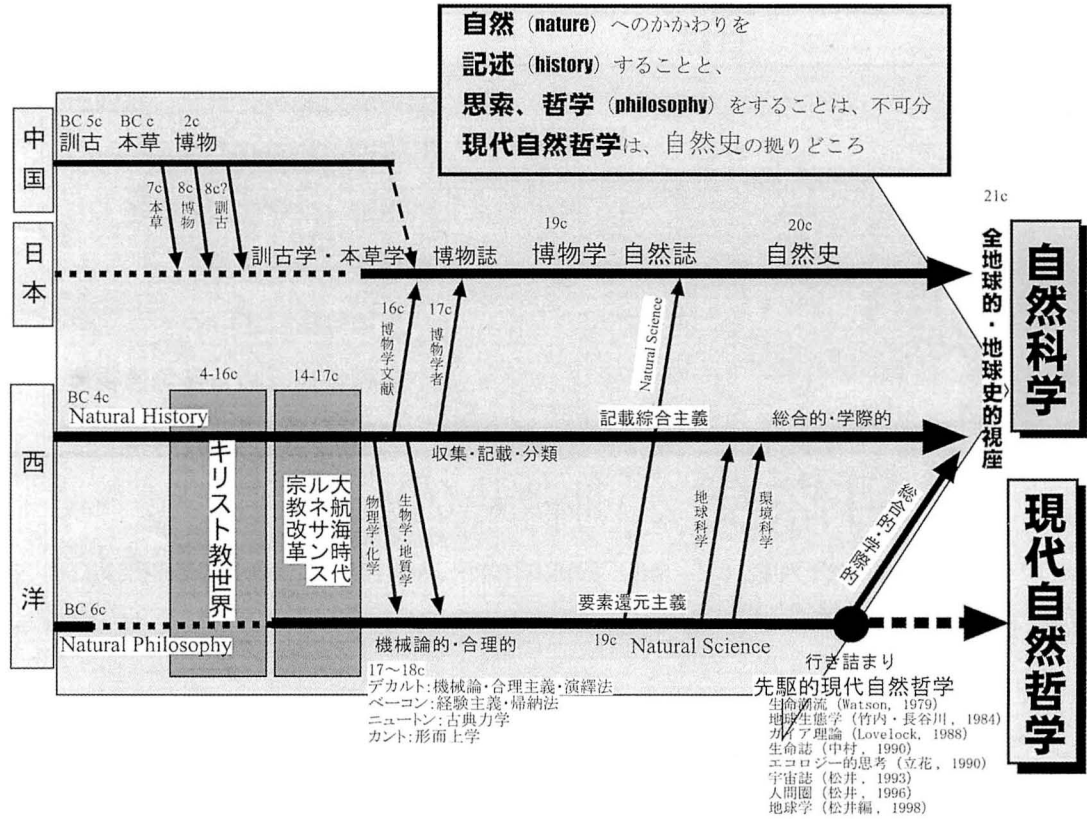 自然（nature）へのかかわりを
記述（history）することと、
思索、哲学（philosophy）をすることは、不可分
現代自然哲学は、自然史の拠りどころ
中国
BC 5c
訓古
BC c
本草
2c
博物
7c
本草
8c
博物
8c?
訓古
日本
訓古学・本草学
博物誌
19c
博物学
自然誌
20c
自然史
21c
全地球的・地球史的視座
自然科学
16c
博物学文献
17c
博物学者
Natural Science
西洋
BC 4c
Natural History
4-16c
キリスト教世界
14-17c
大航海時代
ルネサンス
宗教改革
収集・記載・分類
記載綜合主義
総合的・学際的
物理学・化学
生物学・地質学
地球科学
環境科学
総合的・学際的
現代自然哲学
BC 6c
Natural Philosophy
機械論的・合理的
要素還元主義
19c
Natural Science
17～18c
デカルト：機械論・合理主義・演繹法
ベーコン：経験主義・帰納法
ニュートン：古典力学
カント：形而上学
行き詰まり
先駆的現代自然哲学
生命潮流（Watson, 1979）
地球生態学（竹内・長谷川, 1984）
ガイア理論（Lovelock, 1988）
生命誌（中村, 1990）
エコロジー的思考（立花, 1990）
宇宙誌（松井, 1993）
人間圏（松井, 1996）
地球学（松井編, 1998）